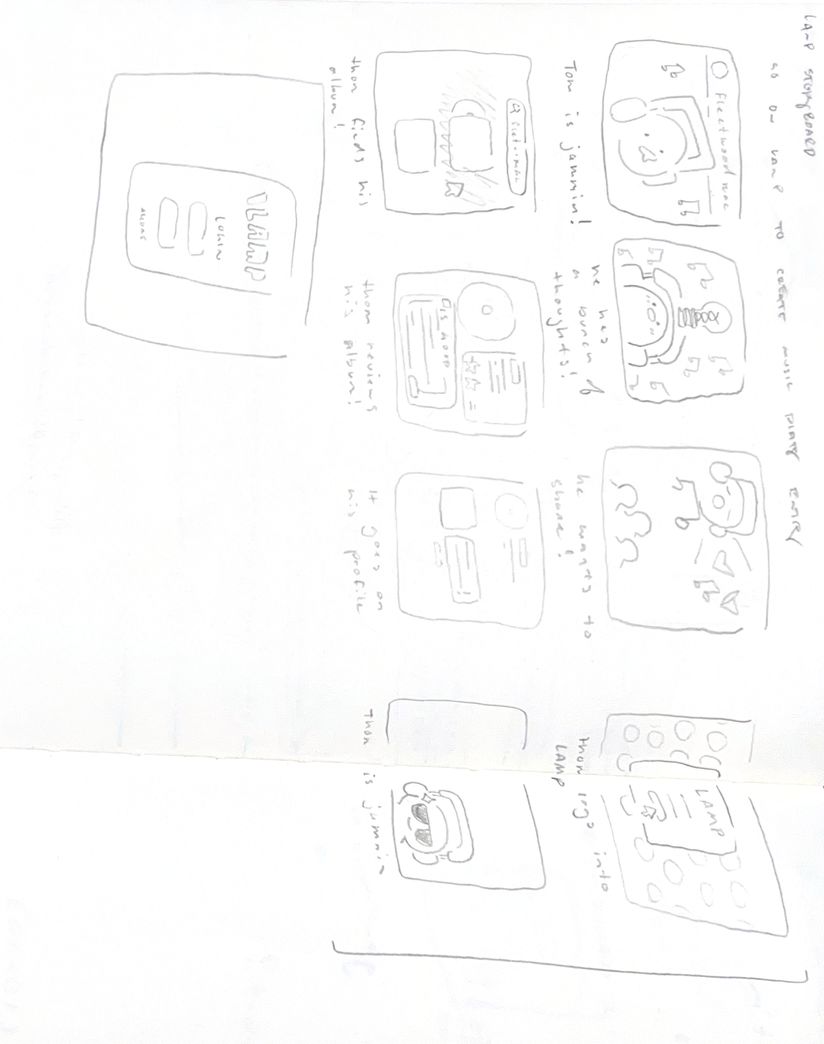 LAMP STORYBOARD
go on LAMP TO create music DIARY ENTRY
Fleetwood mac
Tom is jammin!
he has
a bunch of
thoughts!
he wants to
share!
LAMP
thom logs into
LAMP
thom finds his
album!
thom reviews
his album!
It goes on
his profile
Thom is jammin
LAMP
LOGIN